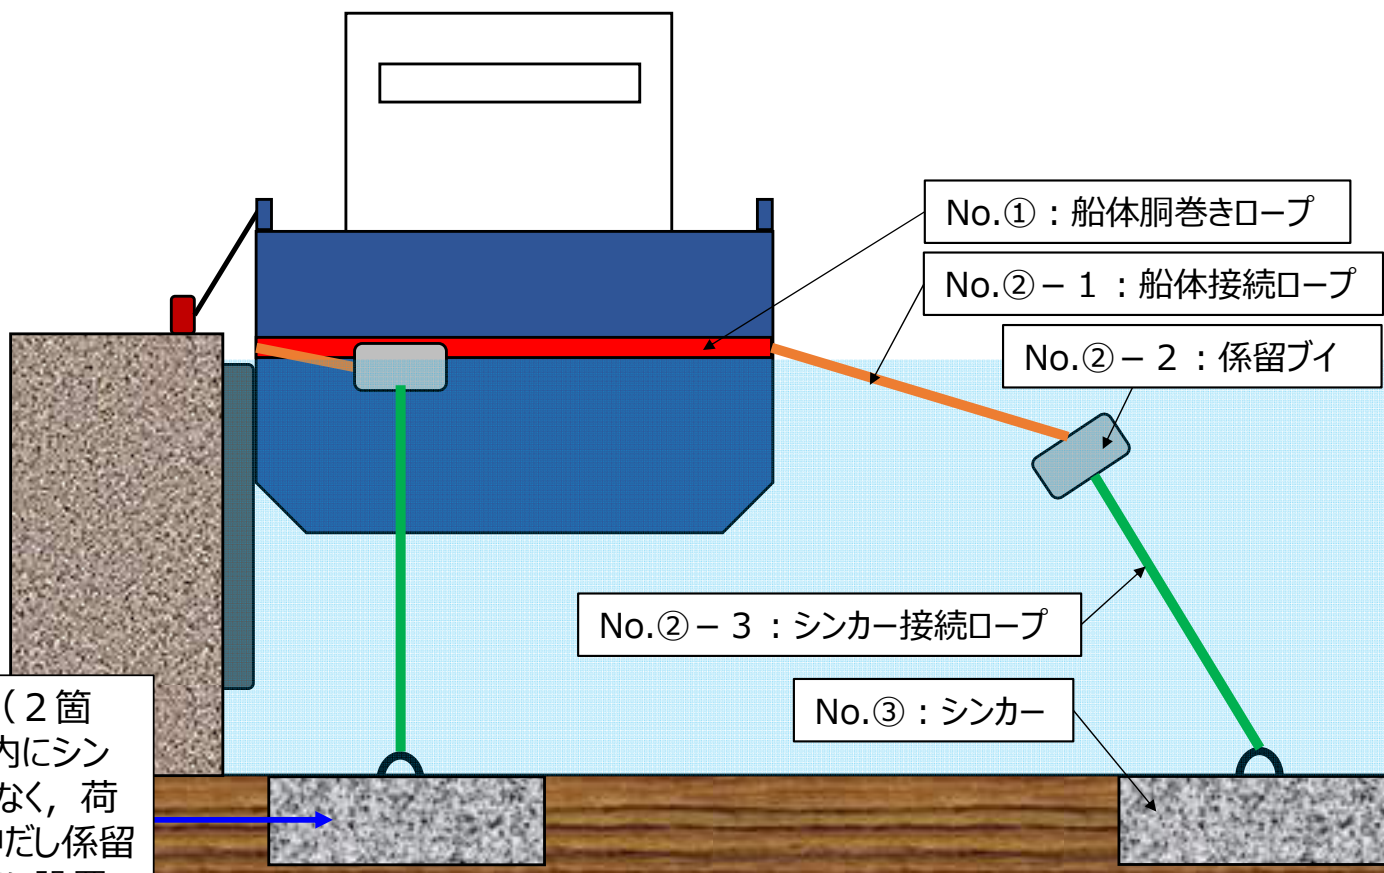 No.①：船体胴巻きロープ
No.②－１：船体接続ロープ
No.②－２：係留ブイ
No.②－３：シンカー接続ロープ
No.③：シンカー
（２箇
内にシン
なく，荷
だし係留